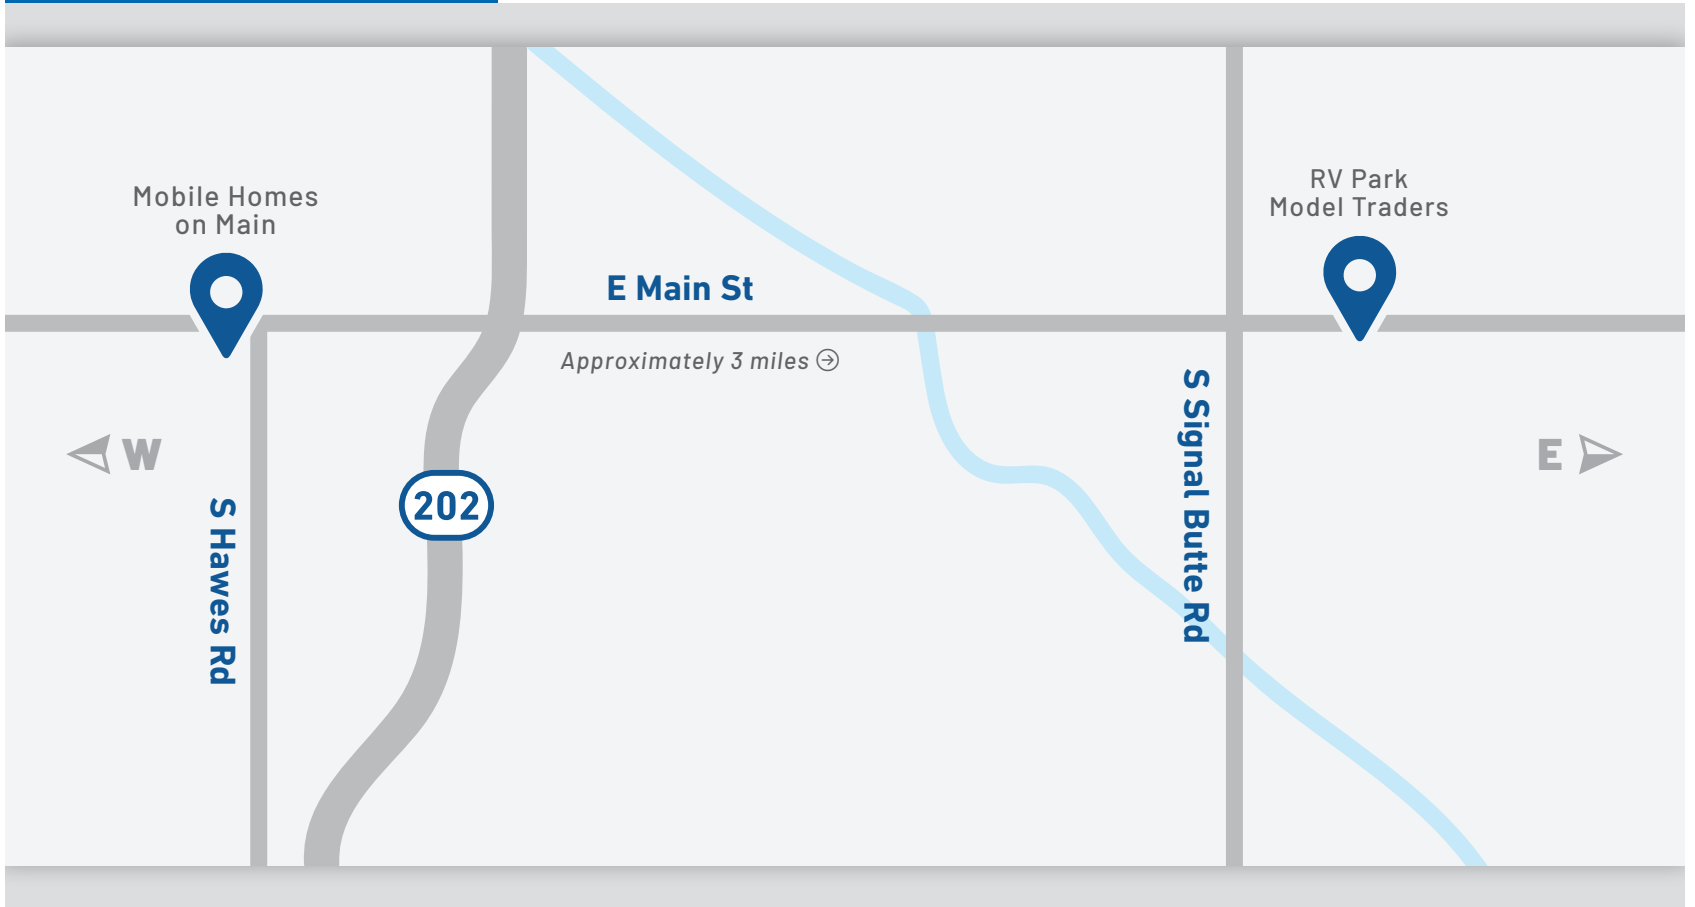 Mobile Homes
on Main
RV Park
Model Traders
E Main St
Approximately 3 miles
W
E
S Hawes Rd
202
S Signal Butte Rd